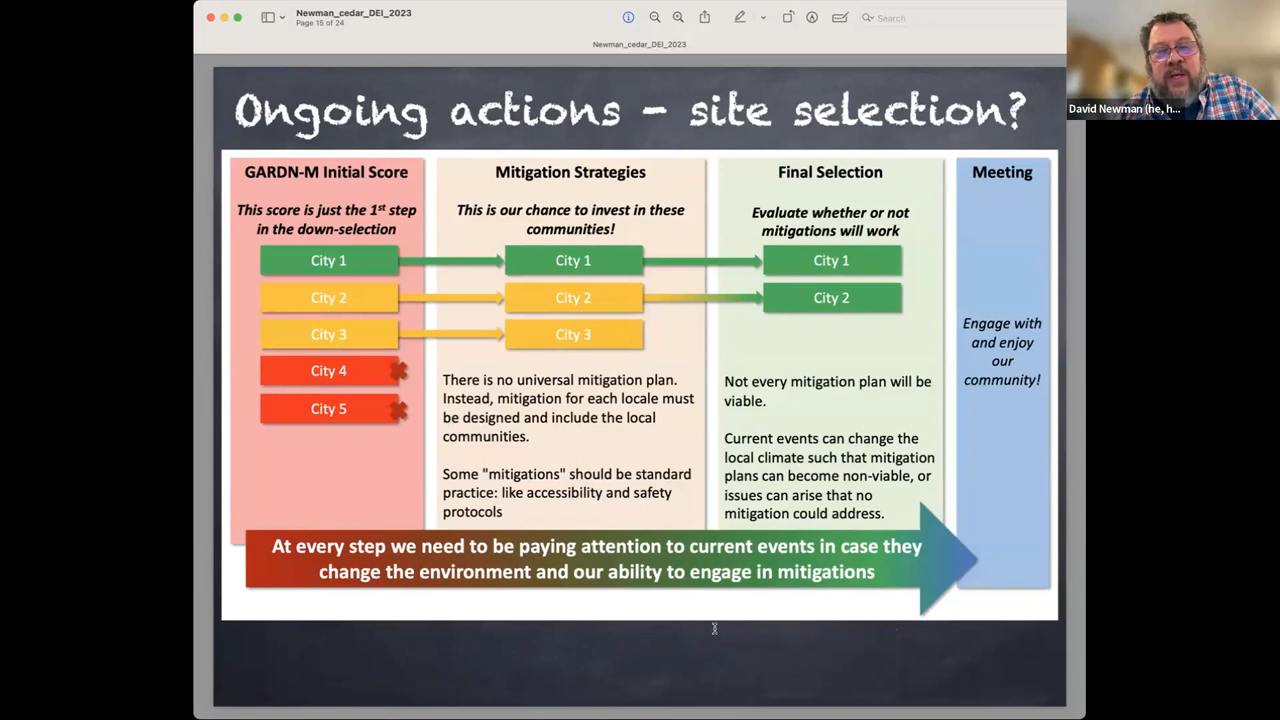 Newman_cedar_DEI_2023
Page 15 of 24
Search
Newman_cedar_DEI_2023
David Newman (he, h...
Ongoing actions - site selection?
GARDN-M Initial Score
This score is just the 1st step
in the down-selection
City 1
City 2
City 3
City 4
City 5
Mitigation Strategies
This is our chance to invest in these
communities!
City 1
City 2
City 3
There is no universal mitigation plan.
Instead, mitigation for each locale must
be designed and include the local
communities.
Some "mitigations" should be standard
practice: like accessibility and safety
protocols
Final Selection
Evaluate whether or not
mitigations will work
City 1
City 2
Not every mitigation plan will be
viable.
Current events can change the
local climate such that mitigation
plans can become non-viable, or
issues can arise that no
mitigation could address.
Meeting
Engage with
and enjoy
our
community!
At every step we need to be paying attention to current events in case they
change the environment and our ability to engage in mitigations